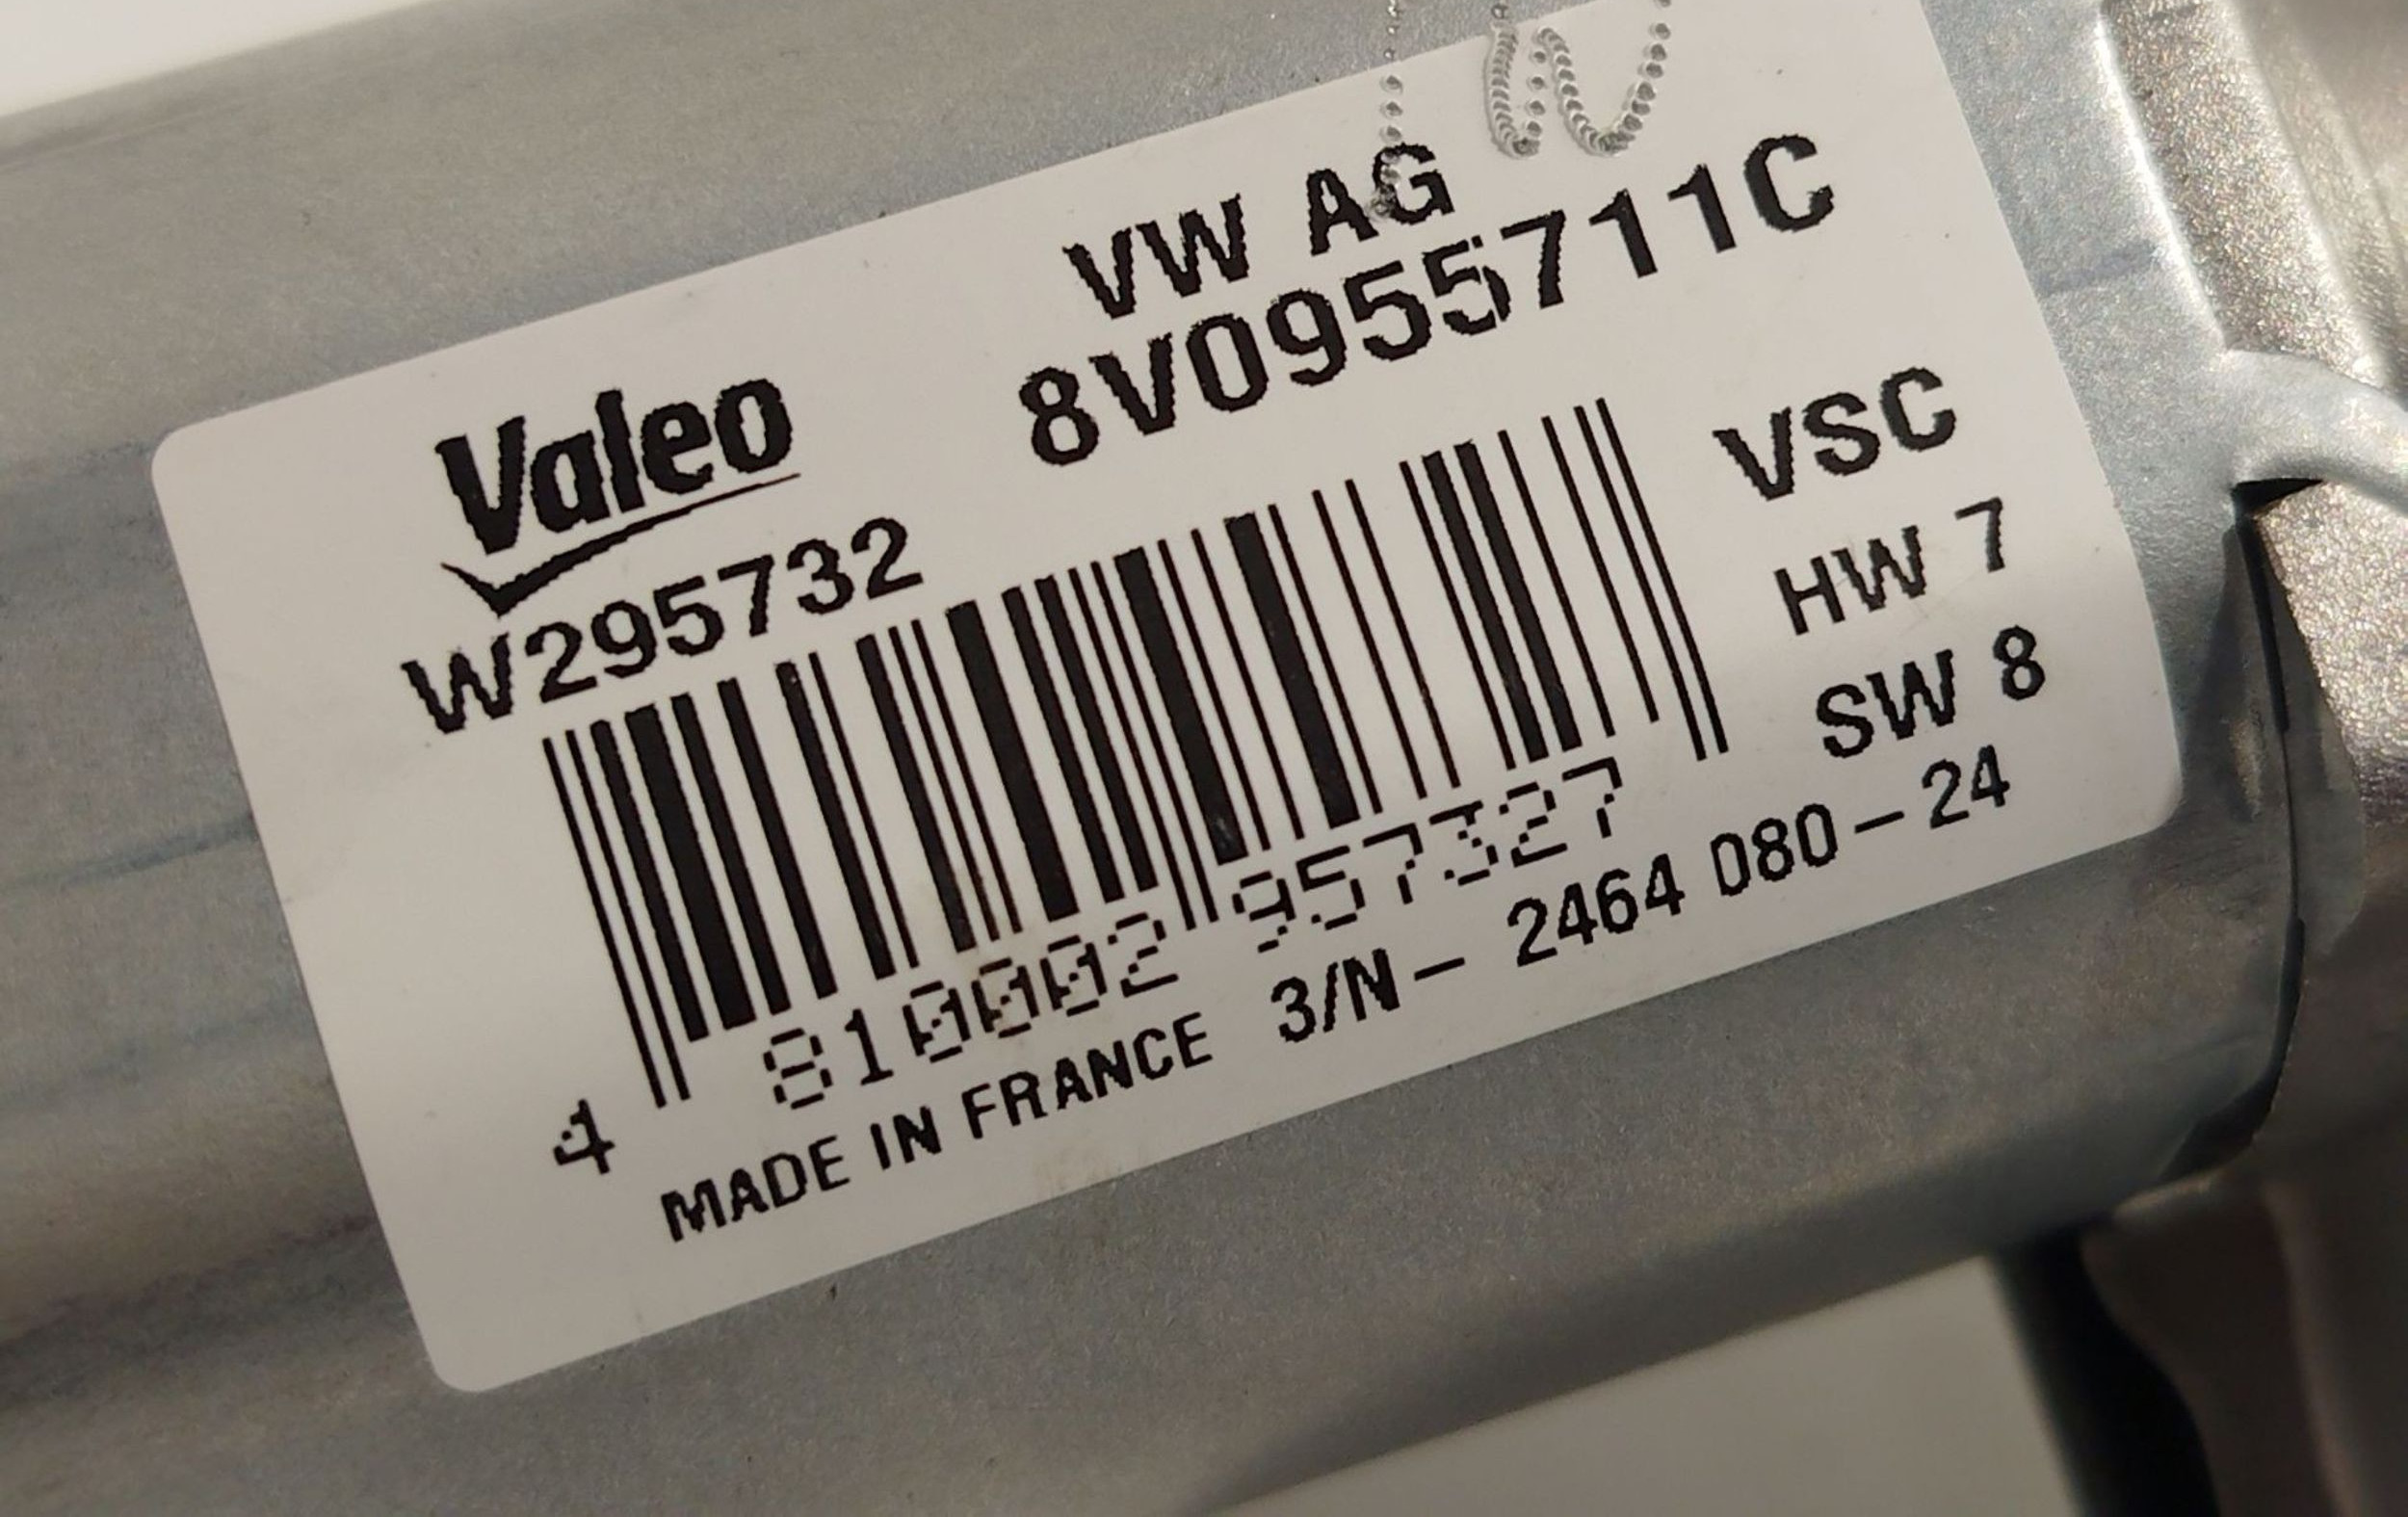 VW AG
8V0955711C
Valeo
W295732
VSC
HW 7
SW 8
4 810002 957327
MADE IN FRANCE 3/N- 2464 080-24